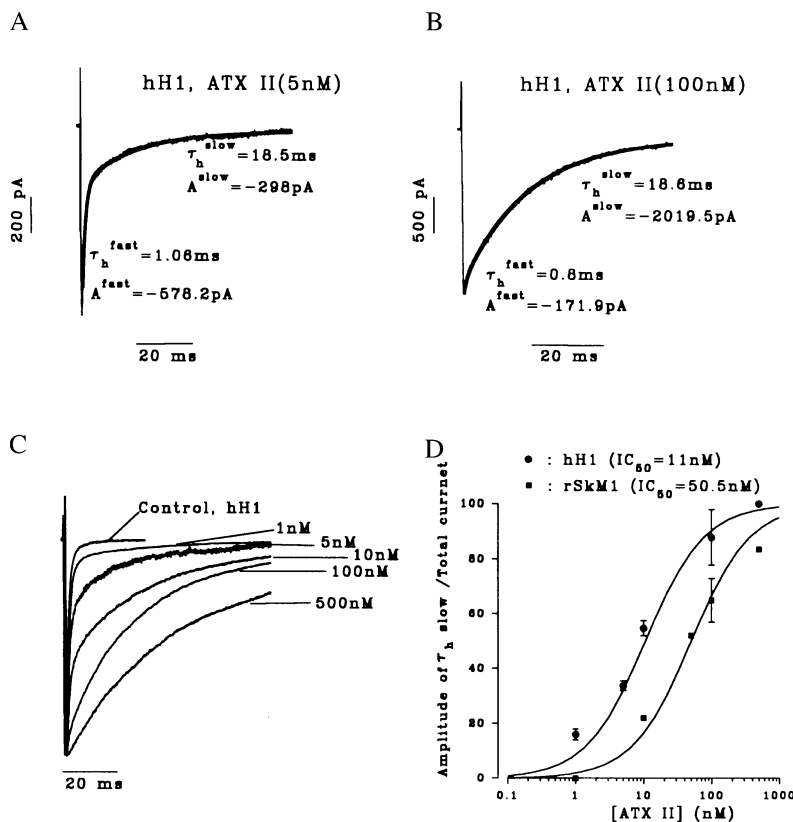 A
hH1, ATX II(5nM)
τh slow=18.5ms
A slow=-298pA
200 pA
τh fast=1.06ms
A fast=-578.2pA
20 ms
B
hH1, ATX II(100nM)
τh slow=18.6ms
A slow=-2019.5pA
500 pA
τh fast=0.8ms
A fast=-171.9pA
20 ms
C
Control, hH1
1nM
5nM
10nM
100nM
500nM
20 ms
D
● : hH1 (IC50=11nM)
■ : rSkM1 (IC50=50.5nM)
Amplitude of τh slow /Total currnet
100
80
60
40
20
0
0.1
1
10
100
1000
[ATX II] (nM)